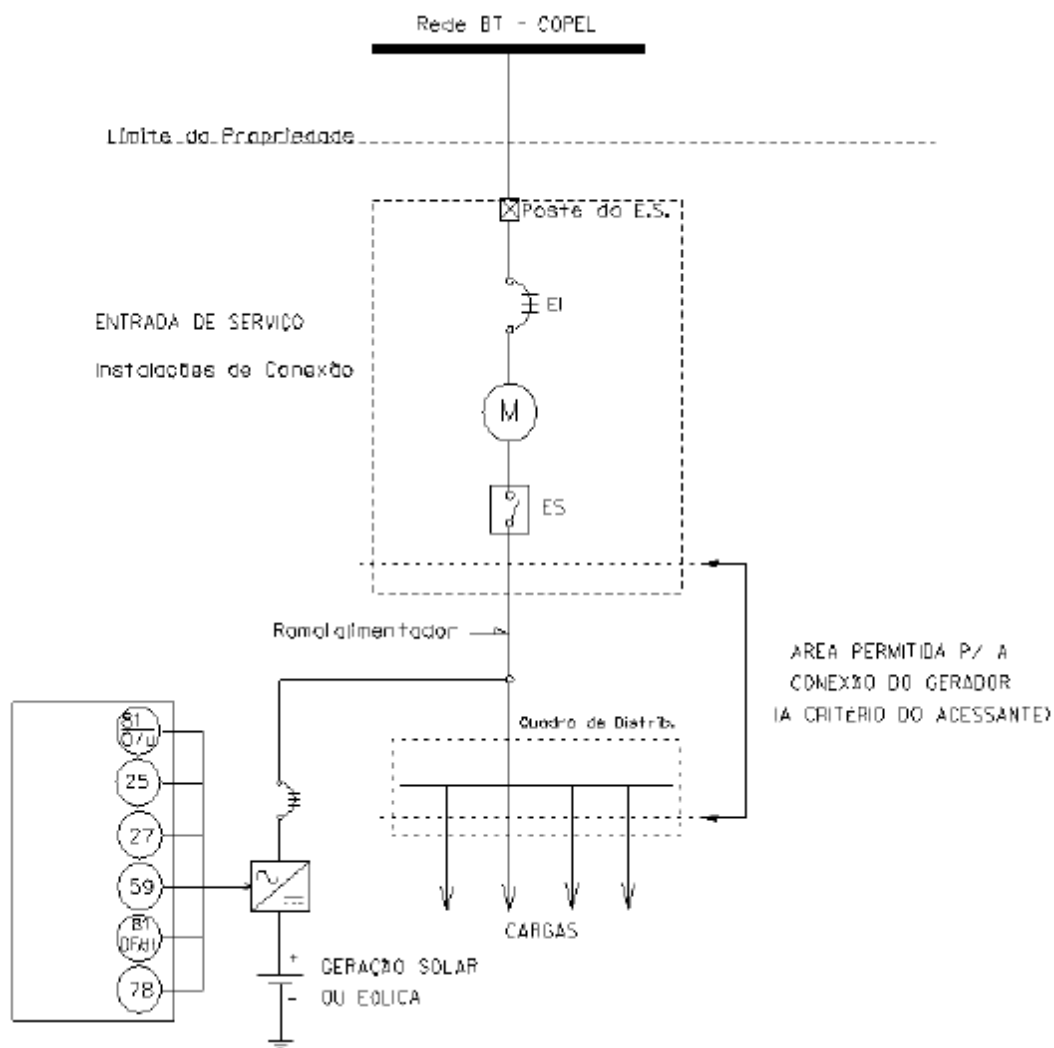 Rede BT - COPEL
Limite da Propriedade
Poste do E.S.
EI
ENTRADA DE SERVIÇO
Instalações de Conexão
M
ES
Ramal alimentador
AREA PERMITIDA P/ A
CONEXÃO DO GERADOR
(A CRITÉRIO DO ACESSANTE)
Quadro de Distrib.
81
O/U
25
27
59
81
78
+
-
CARGAS
GERAÇÃO SOLAR
OU EOLICA